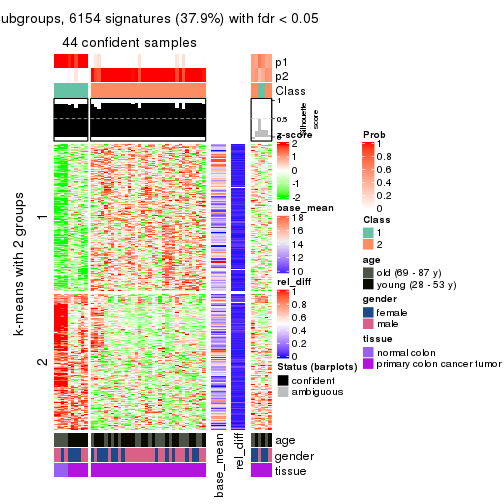 ubgroups, 6154 signatures (37.9%) with fdr < 0.05
44 confident samples
p1
p2
Class
1
0.5
0
Silhouette
score
k-means with 2 groups
1
2
z-score
2
1
0
-1
-2
base_mean
18
16
14
12
10
rel_diff
1
0.8
0.6
0.4
0.2
0
Status (barplots)
confident
ambiguous
Prob
1
0.8
0.6
0.4
0.2
0
Class
1
2
age
old (69 - 87 y)
young (28 - 53 y)
gender
female
male
tissue
normal colon
primary colon cancer tumor
age
gender
tissue
base_mean
rel_diff